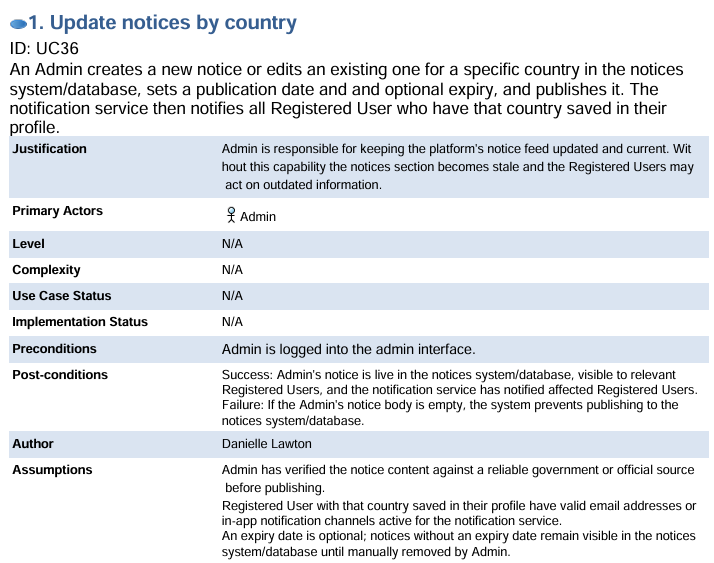 1. Update notices by country
ID: UC36
An Admin creates a new notice or edits an existing one for a specific country in the notices
system/database, sets a publication date and and optional expiry, and publishes it. The
notification service then notifies all Registered User who have that country saved in their
profile.
Justification
Admin is responsible for keeping the platform's notice feed updated and current. Wit
hout this capability the notices section becomes stale and the Registered Users may
act on outdated information.
Primary Actors
Admin
Level
N/A
Complexity
N/A
Use Case Status
N/A
Implementation Status
N/A
Preconditions
Admin is logged into the admin interface.
Post-conditions
Success: Admin's notice is live in the notices system/database, visible to relevant
Registered Users, and the notification service has notified affected Registered Users.
Failure: If the Admin's notice body is empty, the system prevents publishing to the
notices system/database.
Author
Danielle Lawton
Assumptions
Admin has verified the notice content against a reliable government or official source
before publishing.
Registered User with that country saved in their profile have valid email addresses or
in-app notification channels active for the notification service.
An expiry date is optional; notices without an expiry date remain visible in the notices
system/database until manually removed by Admin.